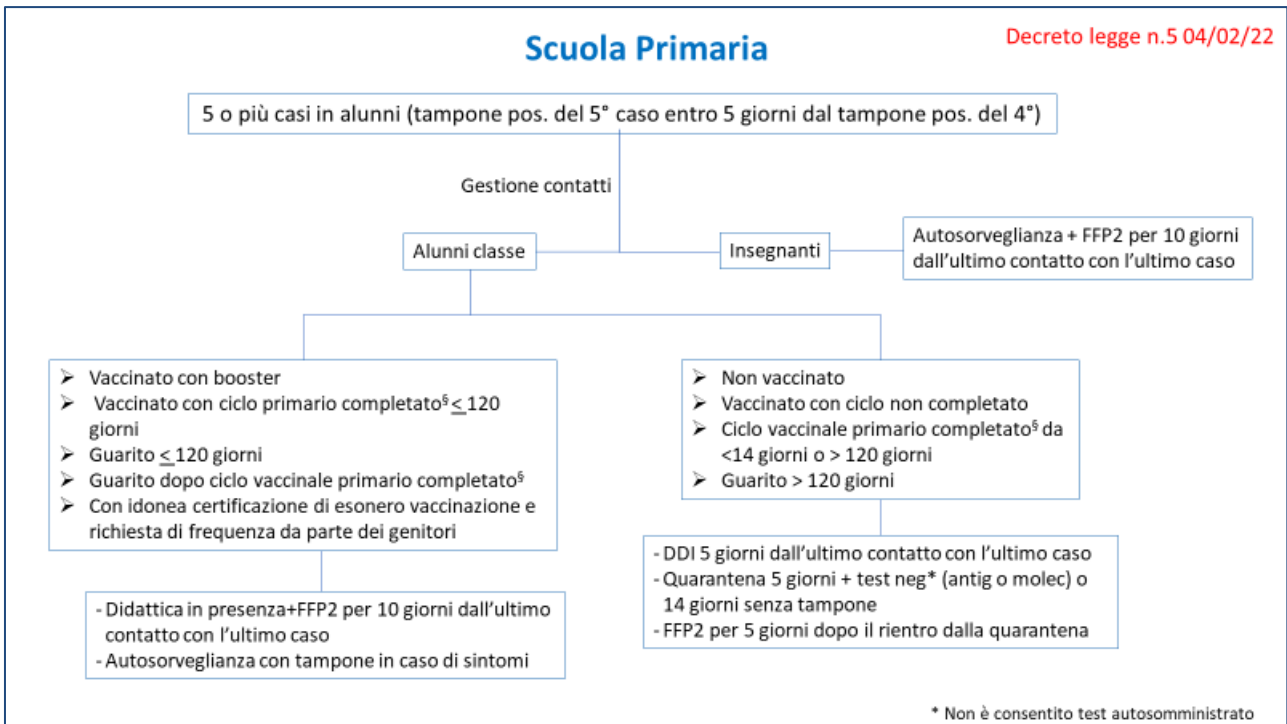 Scuola Primaria
Decreto legge n.5 04/02/22
5 o più casi in alunni (tampone pos. del 5° caso entro 5 giorni dal tampone pos. del 4°)
Gestione contatti
Alunni classe
Insegnanti
Autosorveglianza + FFP2 per 10 giorni
dall'ultimo contatto con l'ultimo caso
➢ Vaccinato con booster
➢ Vaccinato con ciclo primario completato§ ≤ 120
giorni
➢ Guarito ≤ 120 giorni
➢ Guarito dopo ciclo vaccinale primario completato§
➢ Con idonea certificazione di esonero vaccinazione e
richiesta di frequenza da parte dei genitori
➢ Non vaccinato
➢ Vaccinato con ciclo non completato
➢ Ciclo vaccinale primario completato§ da
<14 giorni o > 120 giorni
➢ Guarito > 120 giorni
- Didattica in presenza+FFP2 per 10 giorni dall'ultimo
contatto con l'ultimo caso
- Autosorveglianza con tampone in caso di sintomi
- DDI 5 giorni dall'ultimo contatto con l'ultimo caso
- Quarantena 5 giorni + test neg* (antig o molec) o
14 giorni senza tampone
- FFP2 per 5 giorni dopo il rientro dalla quarantena
* Non è consentito test autosomministrato